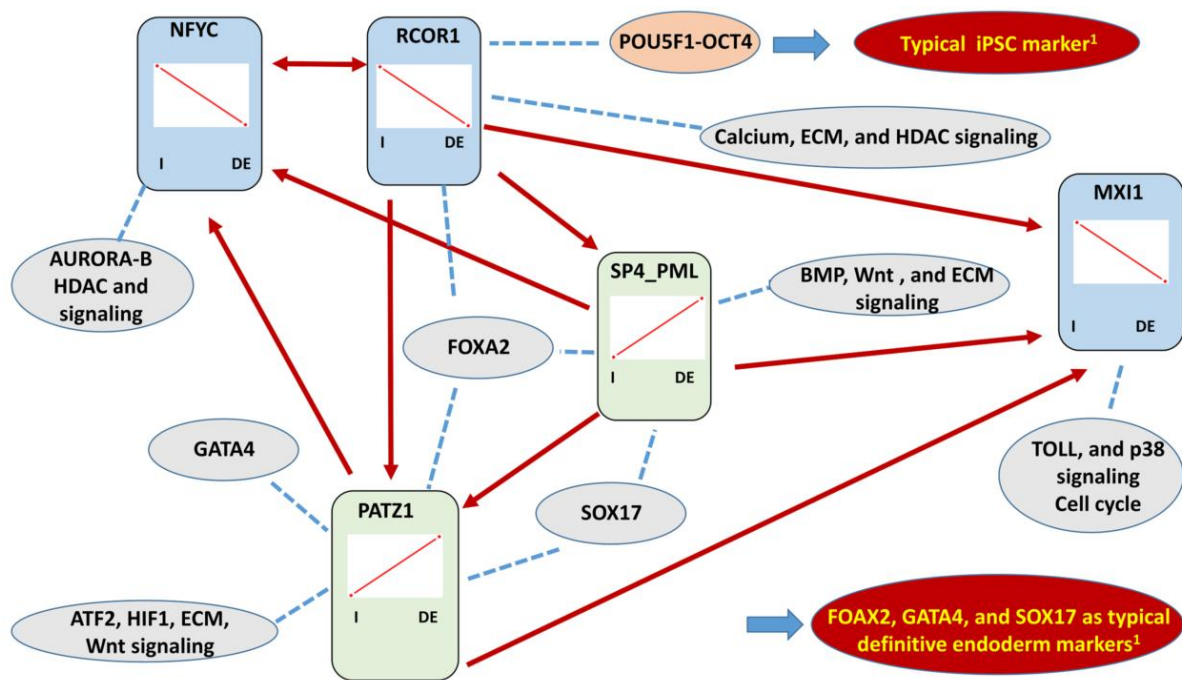 NFYC
RCOR1
POU5F1-OCT4
Typical iPSC marker1
I DE
I DE
Calcium, ECM, and HDAC signaling
MXI1
AURORA-B
HDAC and
signaling
SP4_PML
BMP, Wnt , and ECM
signaling
I DE
FOXA2
I DE
GATA4
TOLL, and p38
signaling
Cell cycle
PATZ1
SOX17
I DE
ATF2, HIF1, ECM,
Wnt signaling
FOAX2, GATA4, and SOX17 as typical
definitive endoderm markers1